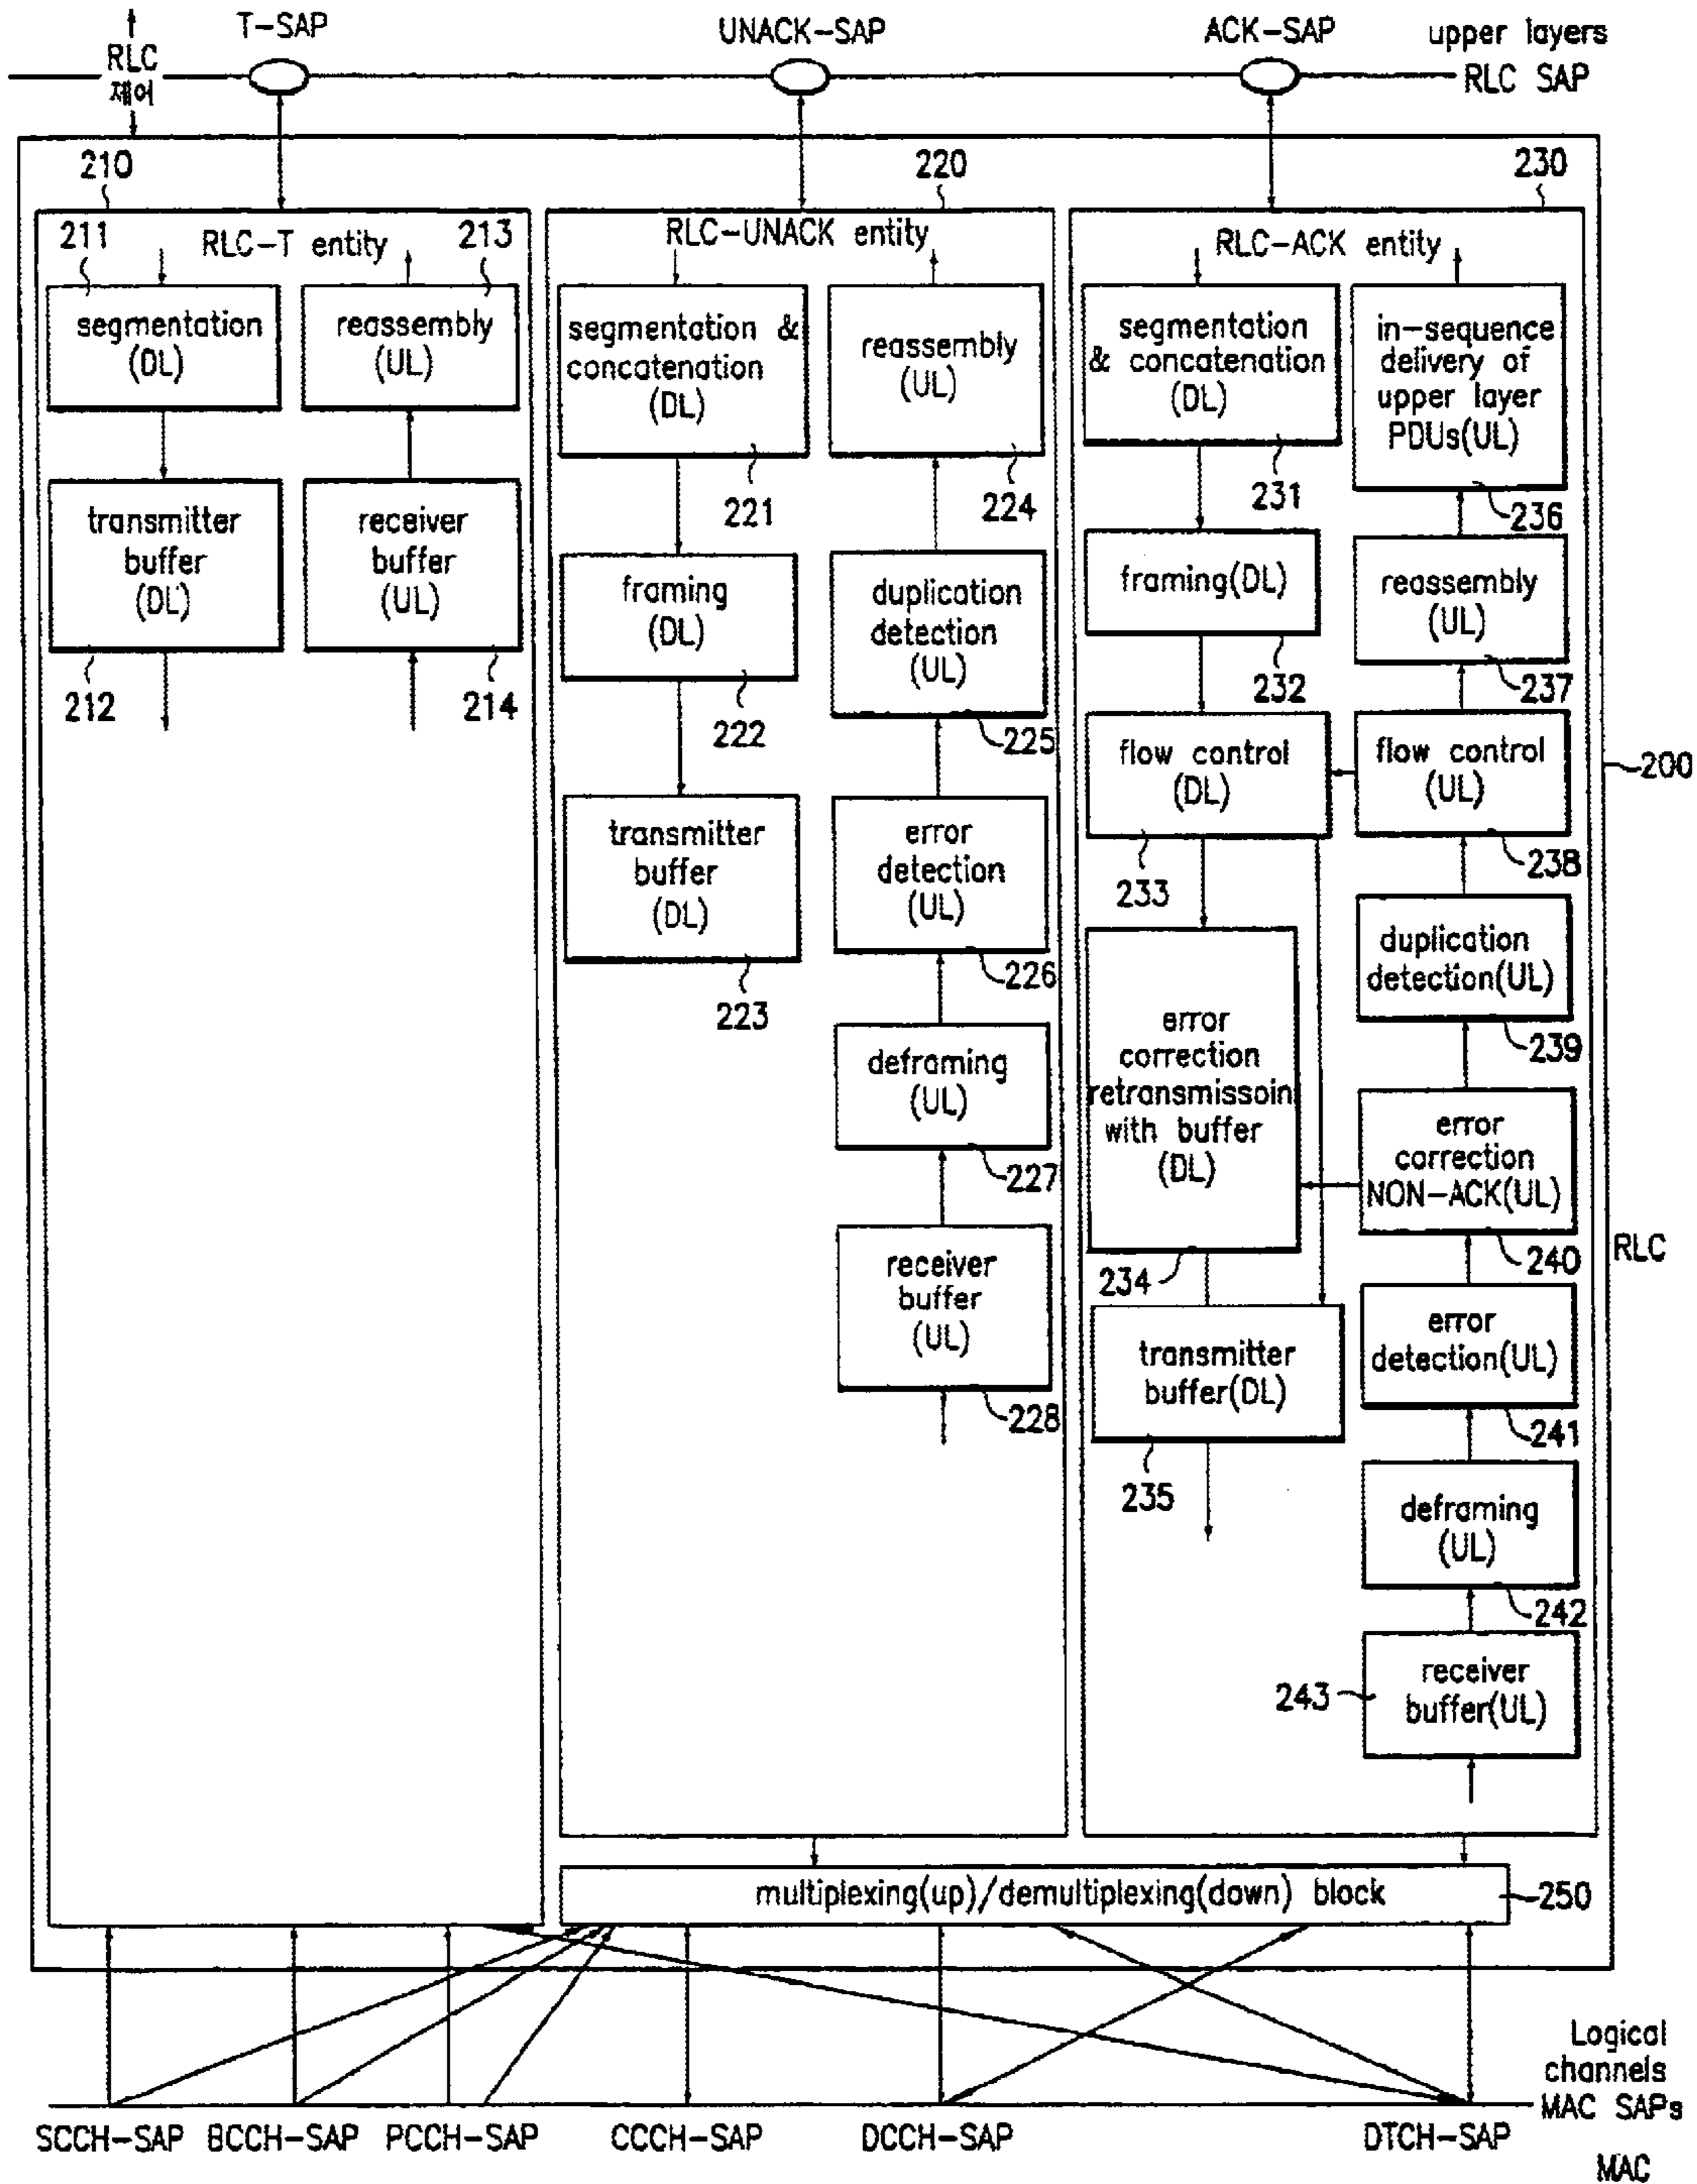 T-SAP
UNACK-SAP
ACK-SAP
upper layers
RLC
제어
RLC SAP
210
220
230
211
RLC-T entity
213
RLC-UNACK entity
RLC-ACK entity
segmentation
(DL)
reassembly
(UL)
segmentation &
concatenation
(DL)
reassembly
(UL)
segmentation
& concatenation
(DL)
in-sequence
delivery of
upper layer
PDUs(UL)
221
224
231
236
transmitter
buffer
(DL)
receiver
buffer
(UL)
212
214
framing
(DL)
222
duplication
detection
(UL)
225
framing(DL)
232
reassembly
(UL)
237
transmitter
buffer
(DL)
223
error
detection
(UL)
226
flow control
(DL)
233
flow control
(UL)
238
200
duplication
detection(UL)
239
deframing
(UL)
227
error
correction
retransmissoin
with buffer
(DL)
234
error
correction
NON-ACK(UL)
240
RLC
receiver
buffer
(UL)
228
transmitter
buffer(DL)
235
error
detection(UL)
241
deframing
(UL)
242
243
receiver
buffer(UL)
multiplexing(up)/demultiplexing(down) block
250
Logical
channels
MAC SAPs
SCCH-SAP
BCCH-SAP
PCCH-SAP
CCCH-SAP
DCCH-SAP
DTCH-SAP
MAC